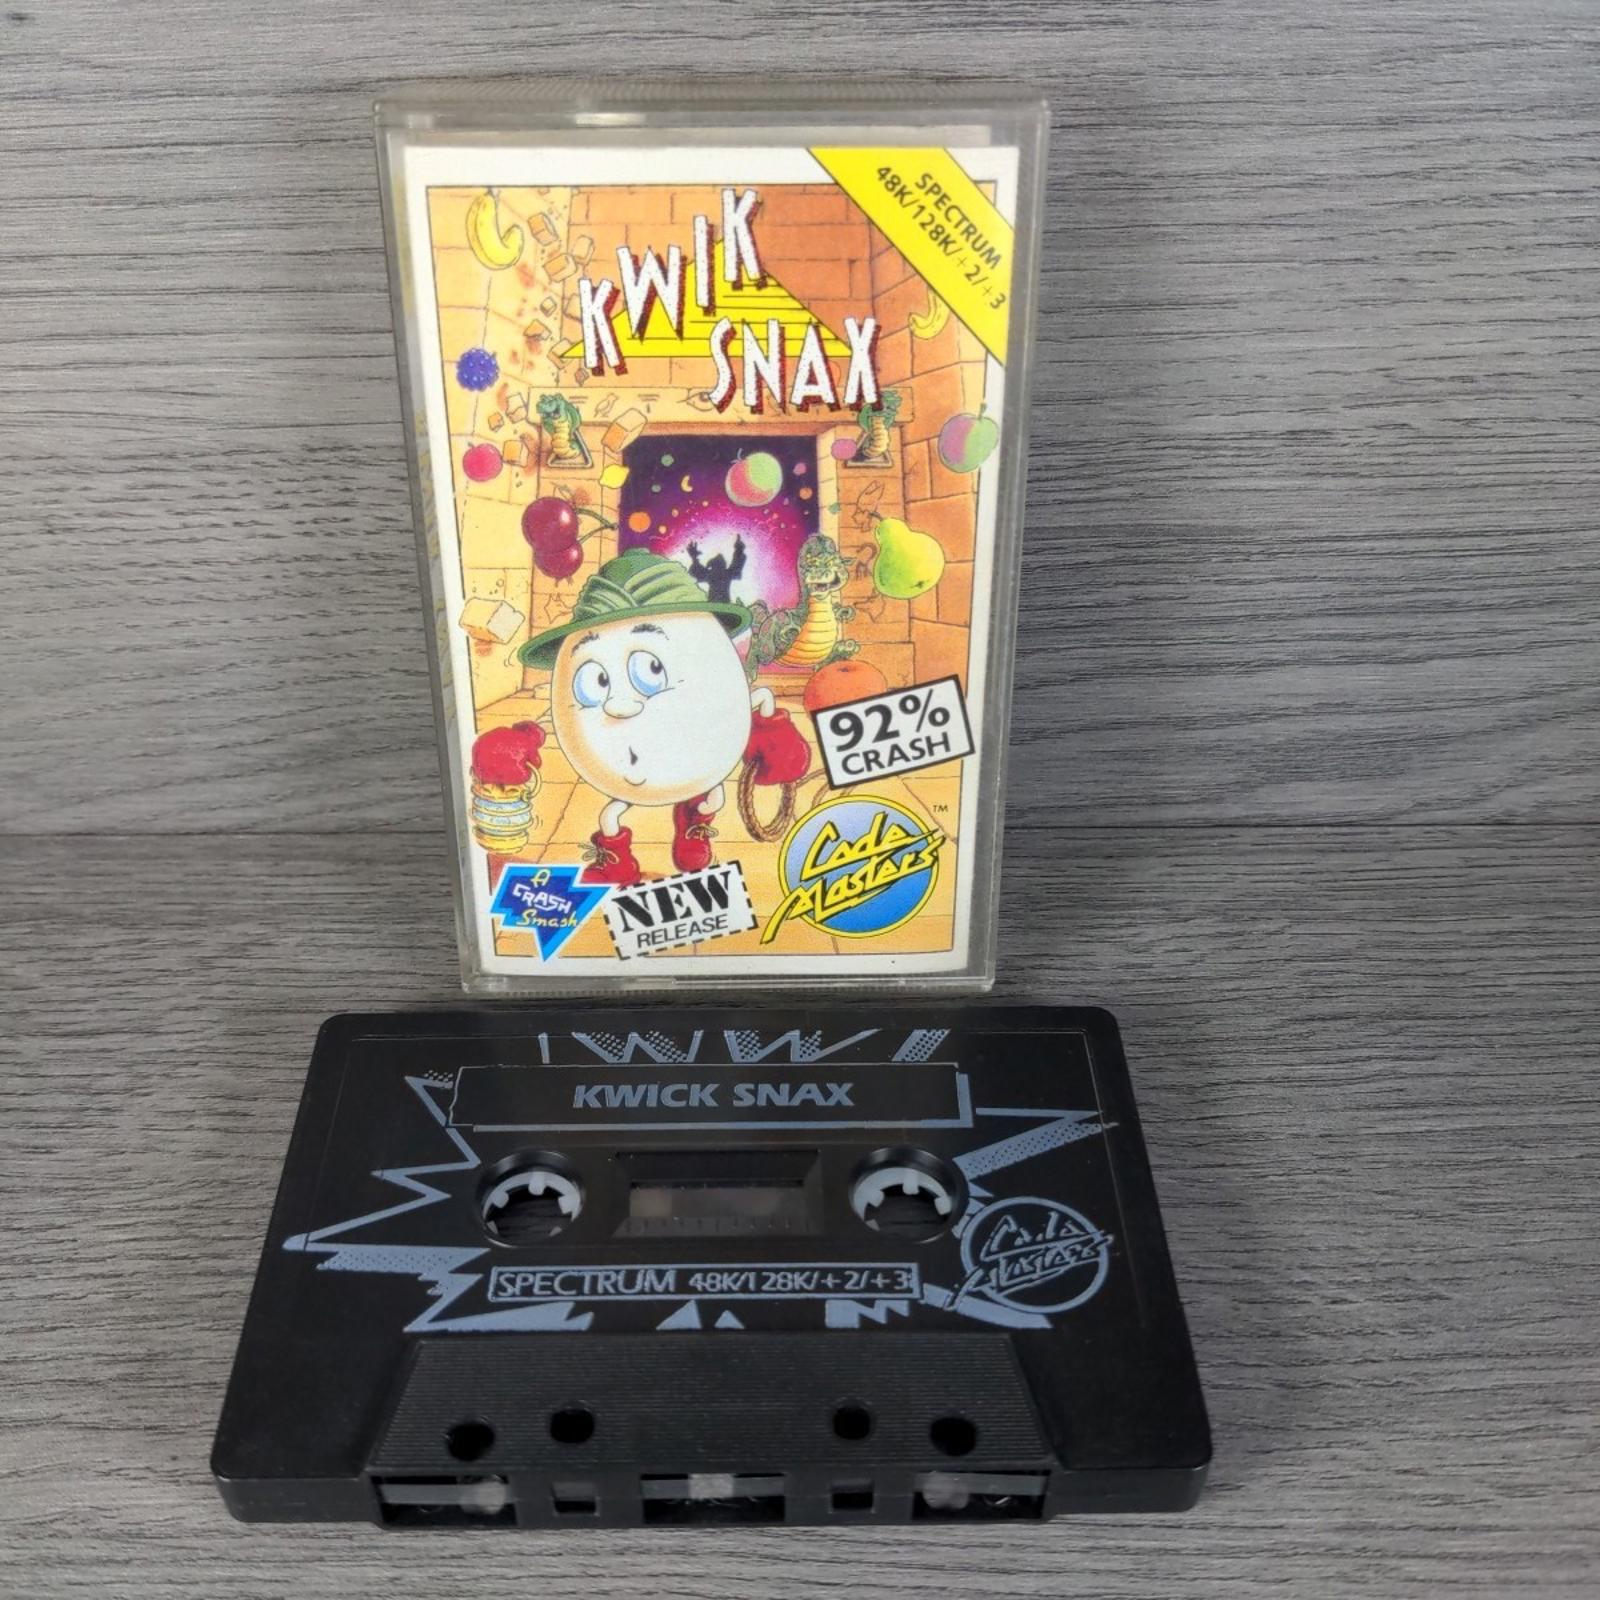 SPECTRUM
48K/128K/+2/+3
KWIK
SNAX
92%
CRASH
Code
Masters
TM
A
CRASH
Smash
NEW
RELEASE
KWICK SNAX
Code
Masters
SPECTRUM 48K/128K/+2/+3